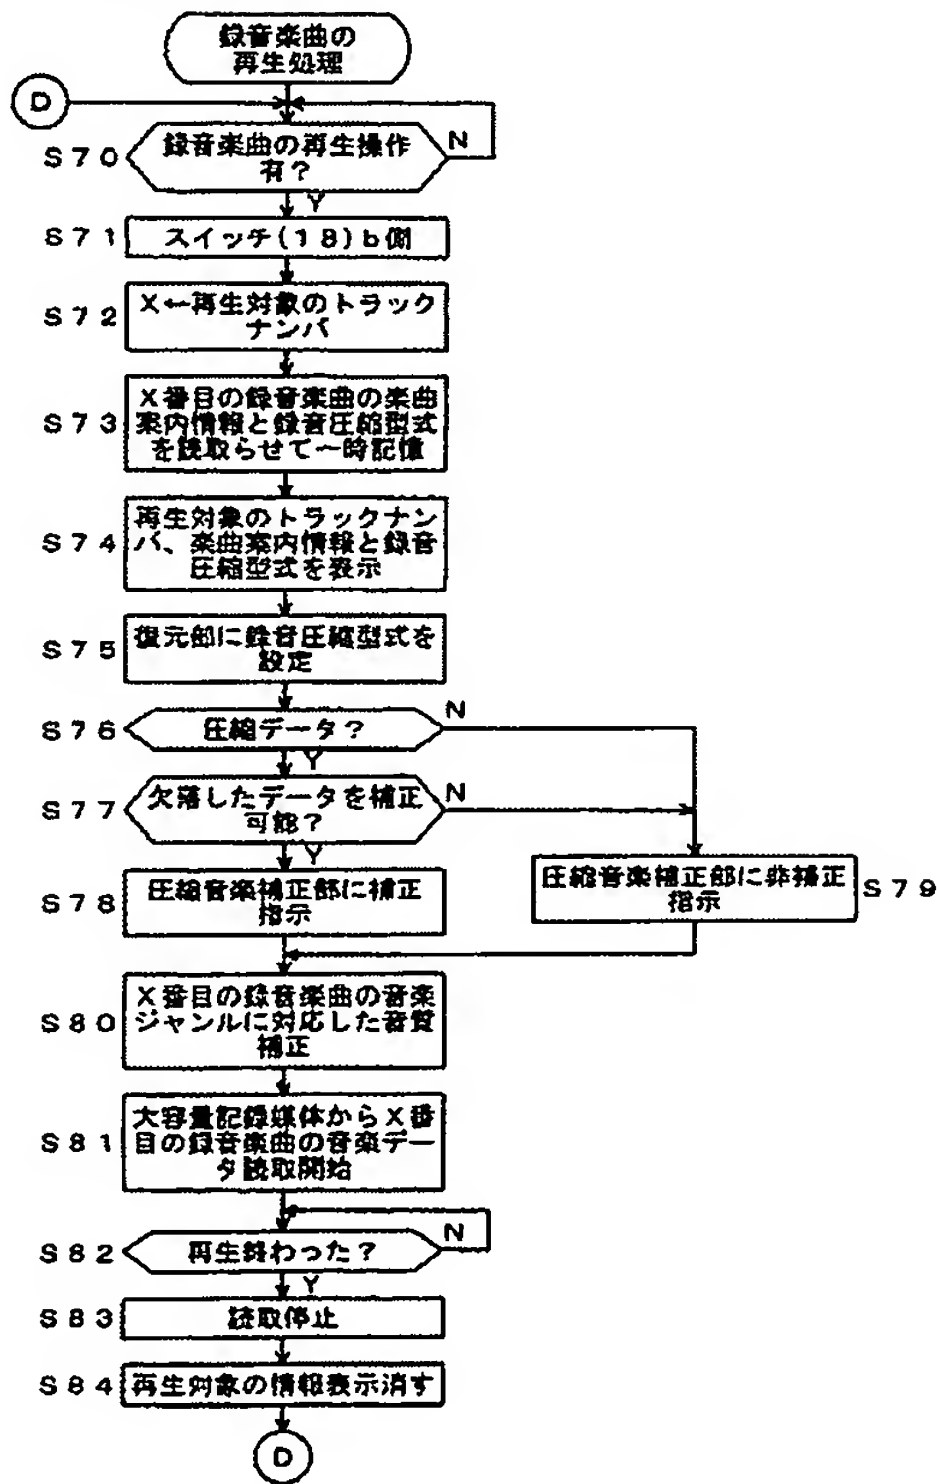 録音楽曲の
再生処理
D
S70
録音楽曲の再生操作
有?
N
Y
S71
スイッチ(18)b側
S72
X←再生対象のトラック
ナンバ
S73
X番目の録音楽曲の楽曲
案内情報と録音圧縮型式
を読取らせて一時記憶
S74
再生対象のトラックナン
バ、楽曲案内情報と録音
圧縮型式を表示
S75
復元部に録音圧縮型式を
設定
S76
圧縮データ?
N
Y
S77
欠落したデータを補正
可能?
N
Y
S78
圧縮音楽補正部に補正
指示
圧縮音楽補正部に非補正
指示
S79
S80
X番目の録音楽曲の音楽
ジャンルに対応した音質
補正
S81
大容量記録媒体からX番
目の録音楽曲の音楽デー
タ読取開始
S82
再生終わった?
N
Y
S83
読取停止
S84
再生対象の情報表示消す
D